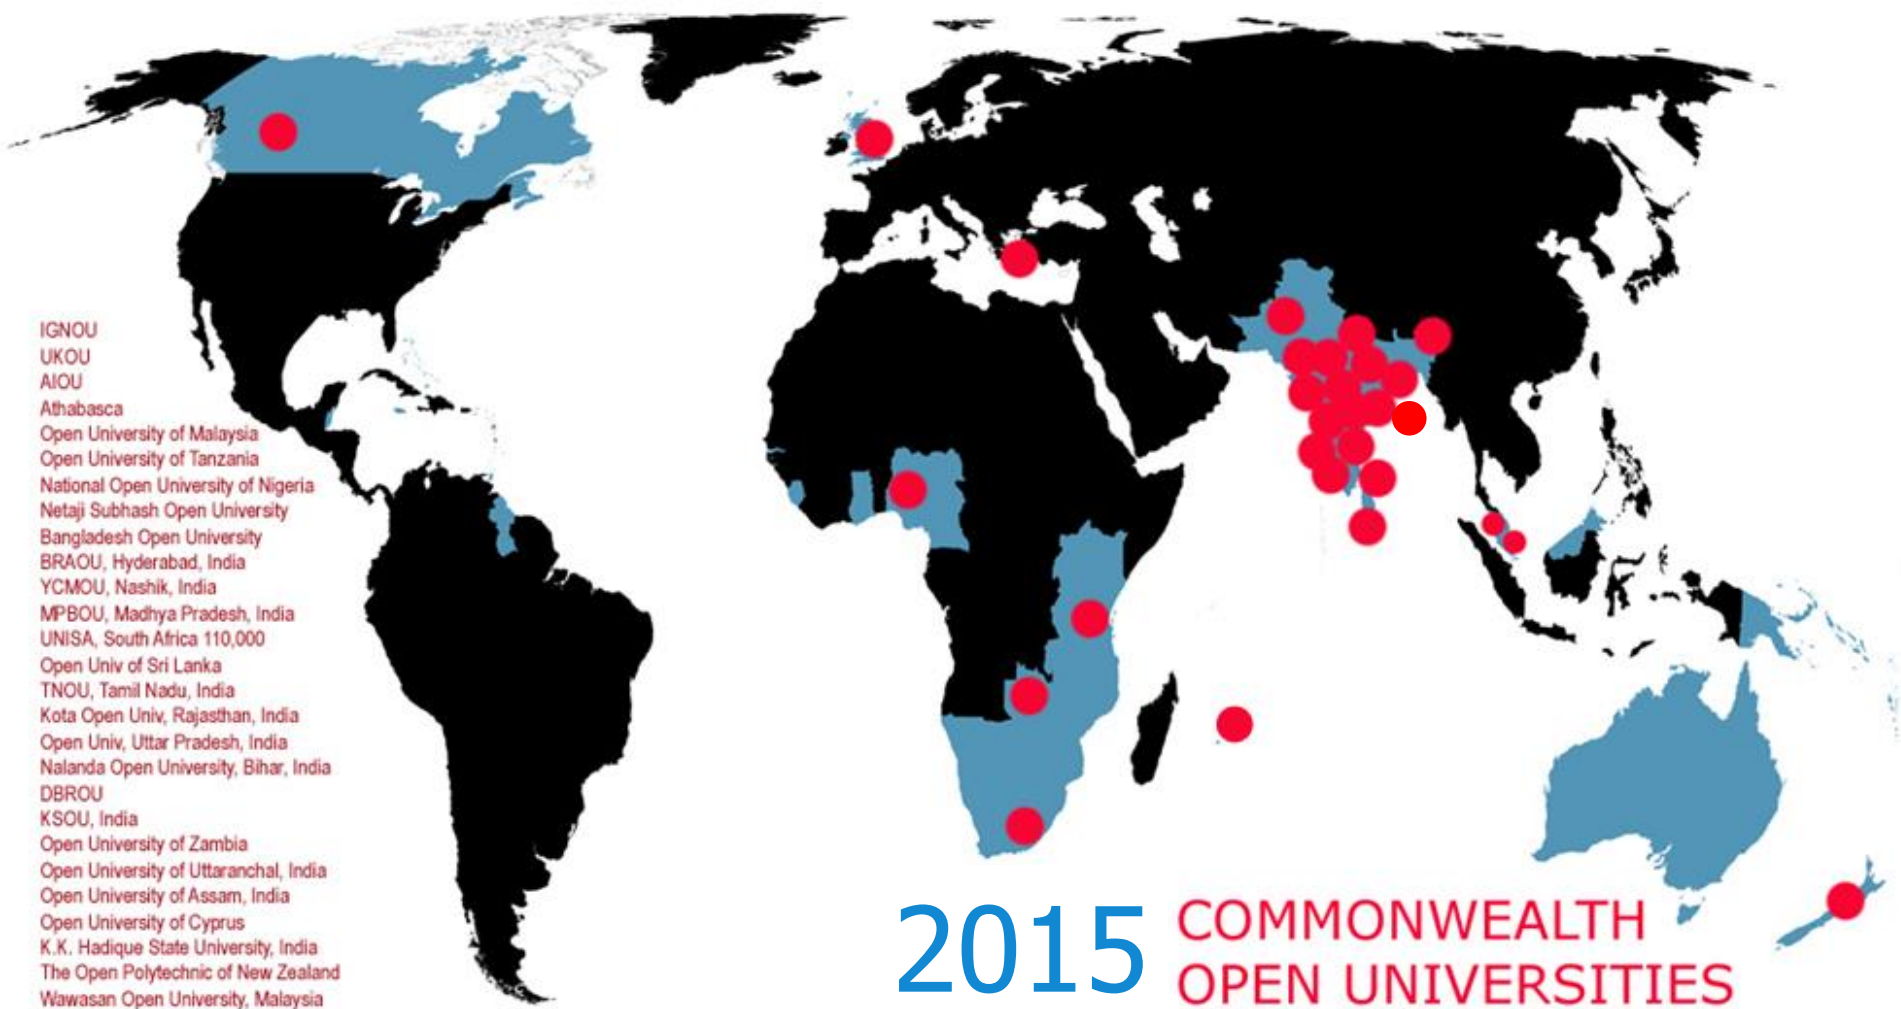 IGNOU
UKOU
AIOU
Athabasca
Open University of Malaysia
Open University of Tanzania
National Open University of Nigeria
Netaji Subhash Open University
Bangladesh Open University
BRAOU, Hyderabad, India
YCMOU, Nashik, India
MPBOU, Madhya Pradesh, India
UNISA, South Africa 110,000
Open Univ of Sri Lanka
TNOU, Tamil Nadu, India
Kota Open Univ, Rajasthan, India
Open Univ, Uttar Pradesh, India
Nalanda Open University, Bihar, India
DBROU
KSOU, India
Open University of Zambia
Open University of Uttaranchal, India
Open University of Assam, India
Open University of Cyprus
K.K. Hadique State University, India
The Open Polytechnic of New Zealand
Wawasan Open University, Malaysia
2015
COMMONWEALTH
OPEN UNIVERSITIES